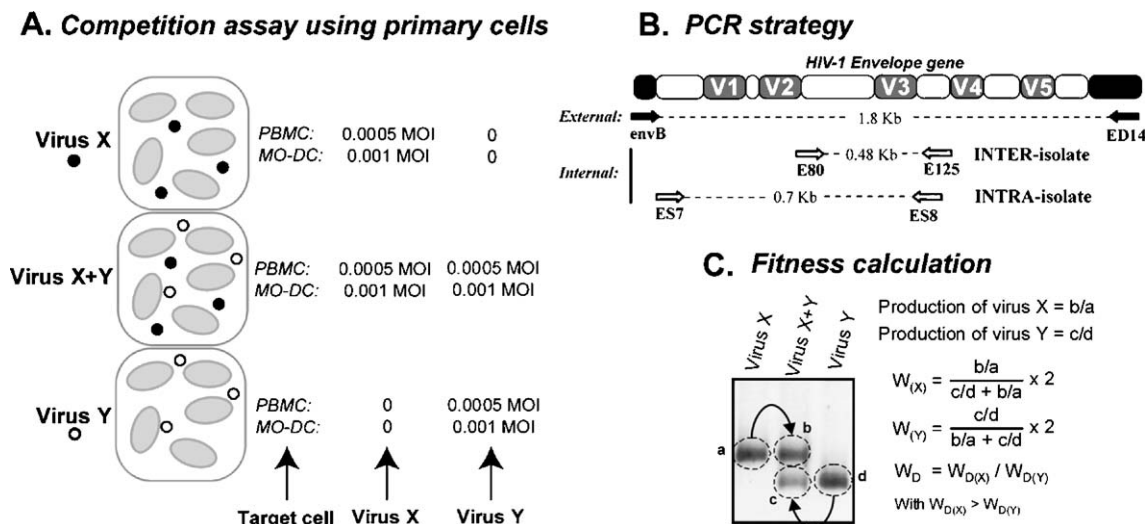 A. Competition assay using primary cells
Virus X
PBMC: 0.0005 MOI 0
MO-DC: 0.001 MOI 0
Virus X+Y
PBMC: 0.0005 MOI 0.0005 MOI
MO-DC: 0.001 MOI 0.001 MOI
Virus Y
PBMC: 0 0.0005 MOI
MO-DC: 0 0.001 MOI
Target cell Virus X Virus Y
B. PCR strategy
HIV-1 Envelope gene
V1 V2 V3 V4 V5
External: envB 1.8 Kb ED14
Internal:
E80 0.48 Kb E125 INTER-isolate
ES7 0.7 Kb ES8 INTRA-isolate
C. Fitness calculation
Virus X Virus X+Y Virus Y
a b c d
Production of virus X = b/a
Production of virus Y = c/d
W(X) = b/a / c/d + b/a x 2
W(Y) = c/d / b/a + c/d x 2
WD = WD(X) / WD(Y)
With WD(X) > WD(Y)